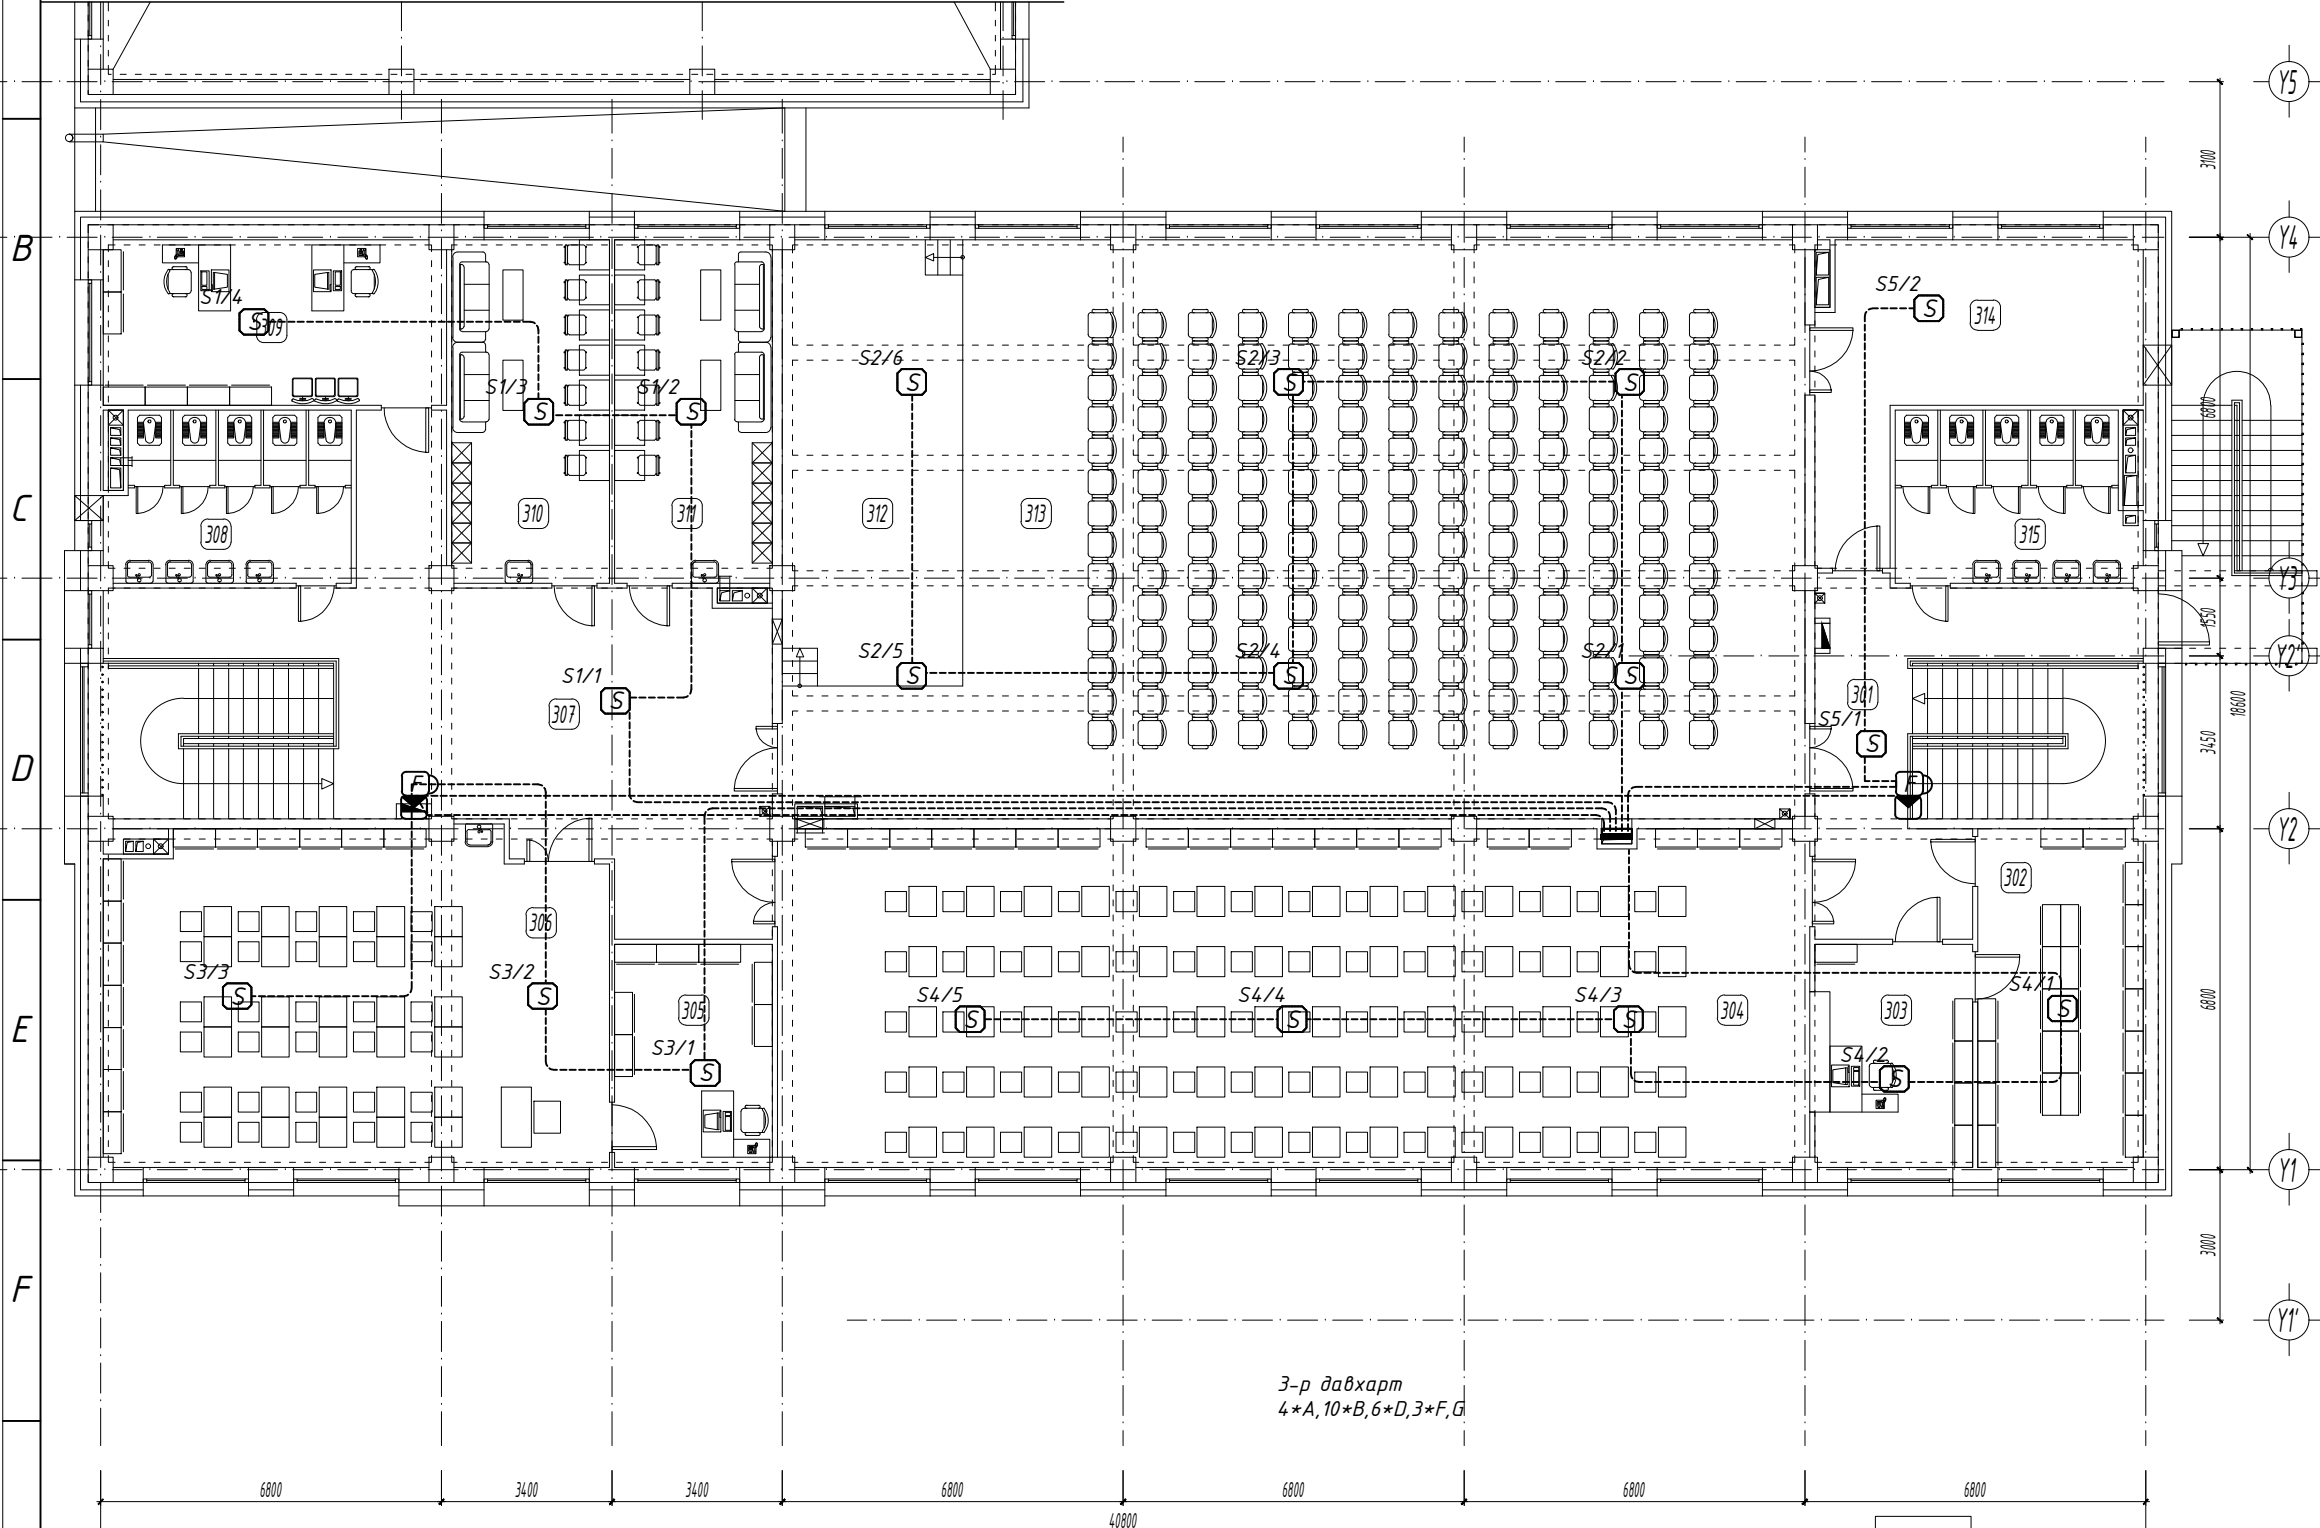 Y5
3100
B
Y4
S1/4
S
309
S5/2
S
314
S2/6
S
S2/3
S
S2/2
S
S1/3
S
S1/2
S
6800
C
308
310
311
312
313
315
Y3
1550
S2/5
S
S2/4
S
S2/1
S
Y2'
S1/1
S
307
301
18600
S5/1
S
3450
D
F
F
Y2
302
306
S3/3
S
S3/2
S
305
S4/5
S
S4/4
S
S4/3
S
304
303
S4/1
S
6800
E
S3/1
S
S4/2
S
Y1
3000
F
Y1'
3-р давхарт
4*A,10*B,6*D,3*F,G
6800
3400
3400
6800
6800
6800
6800
40800